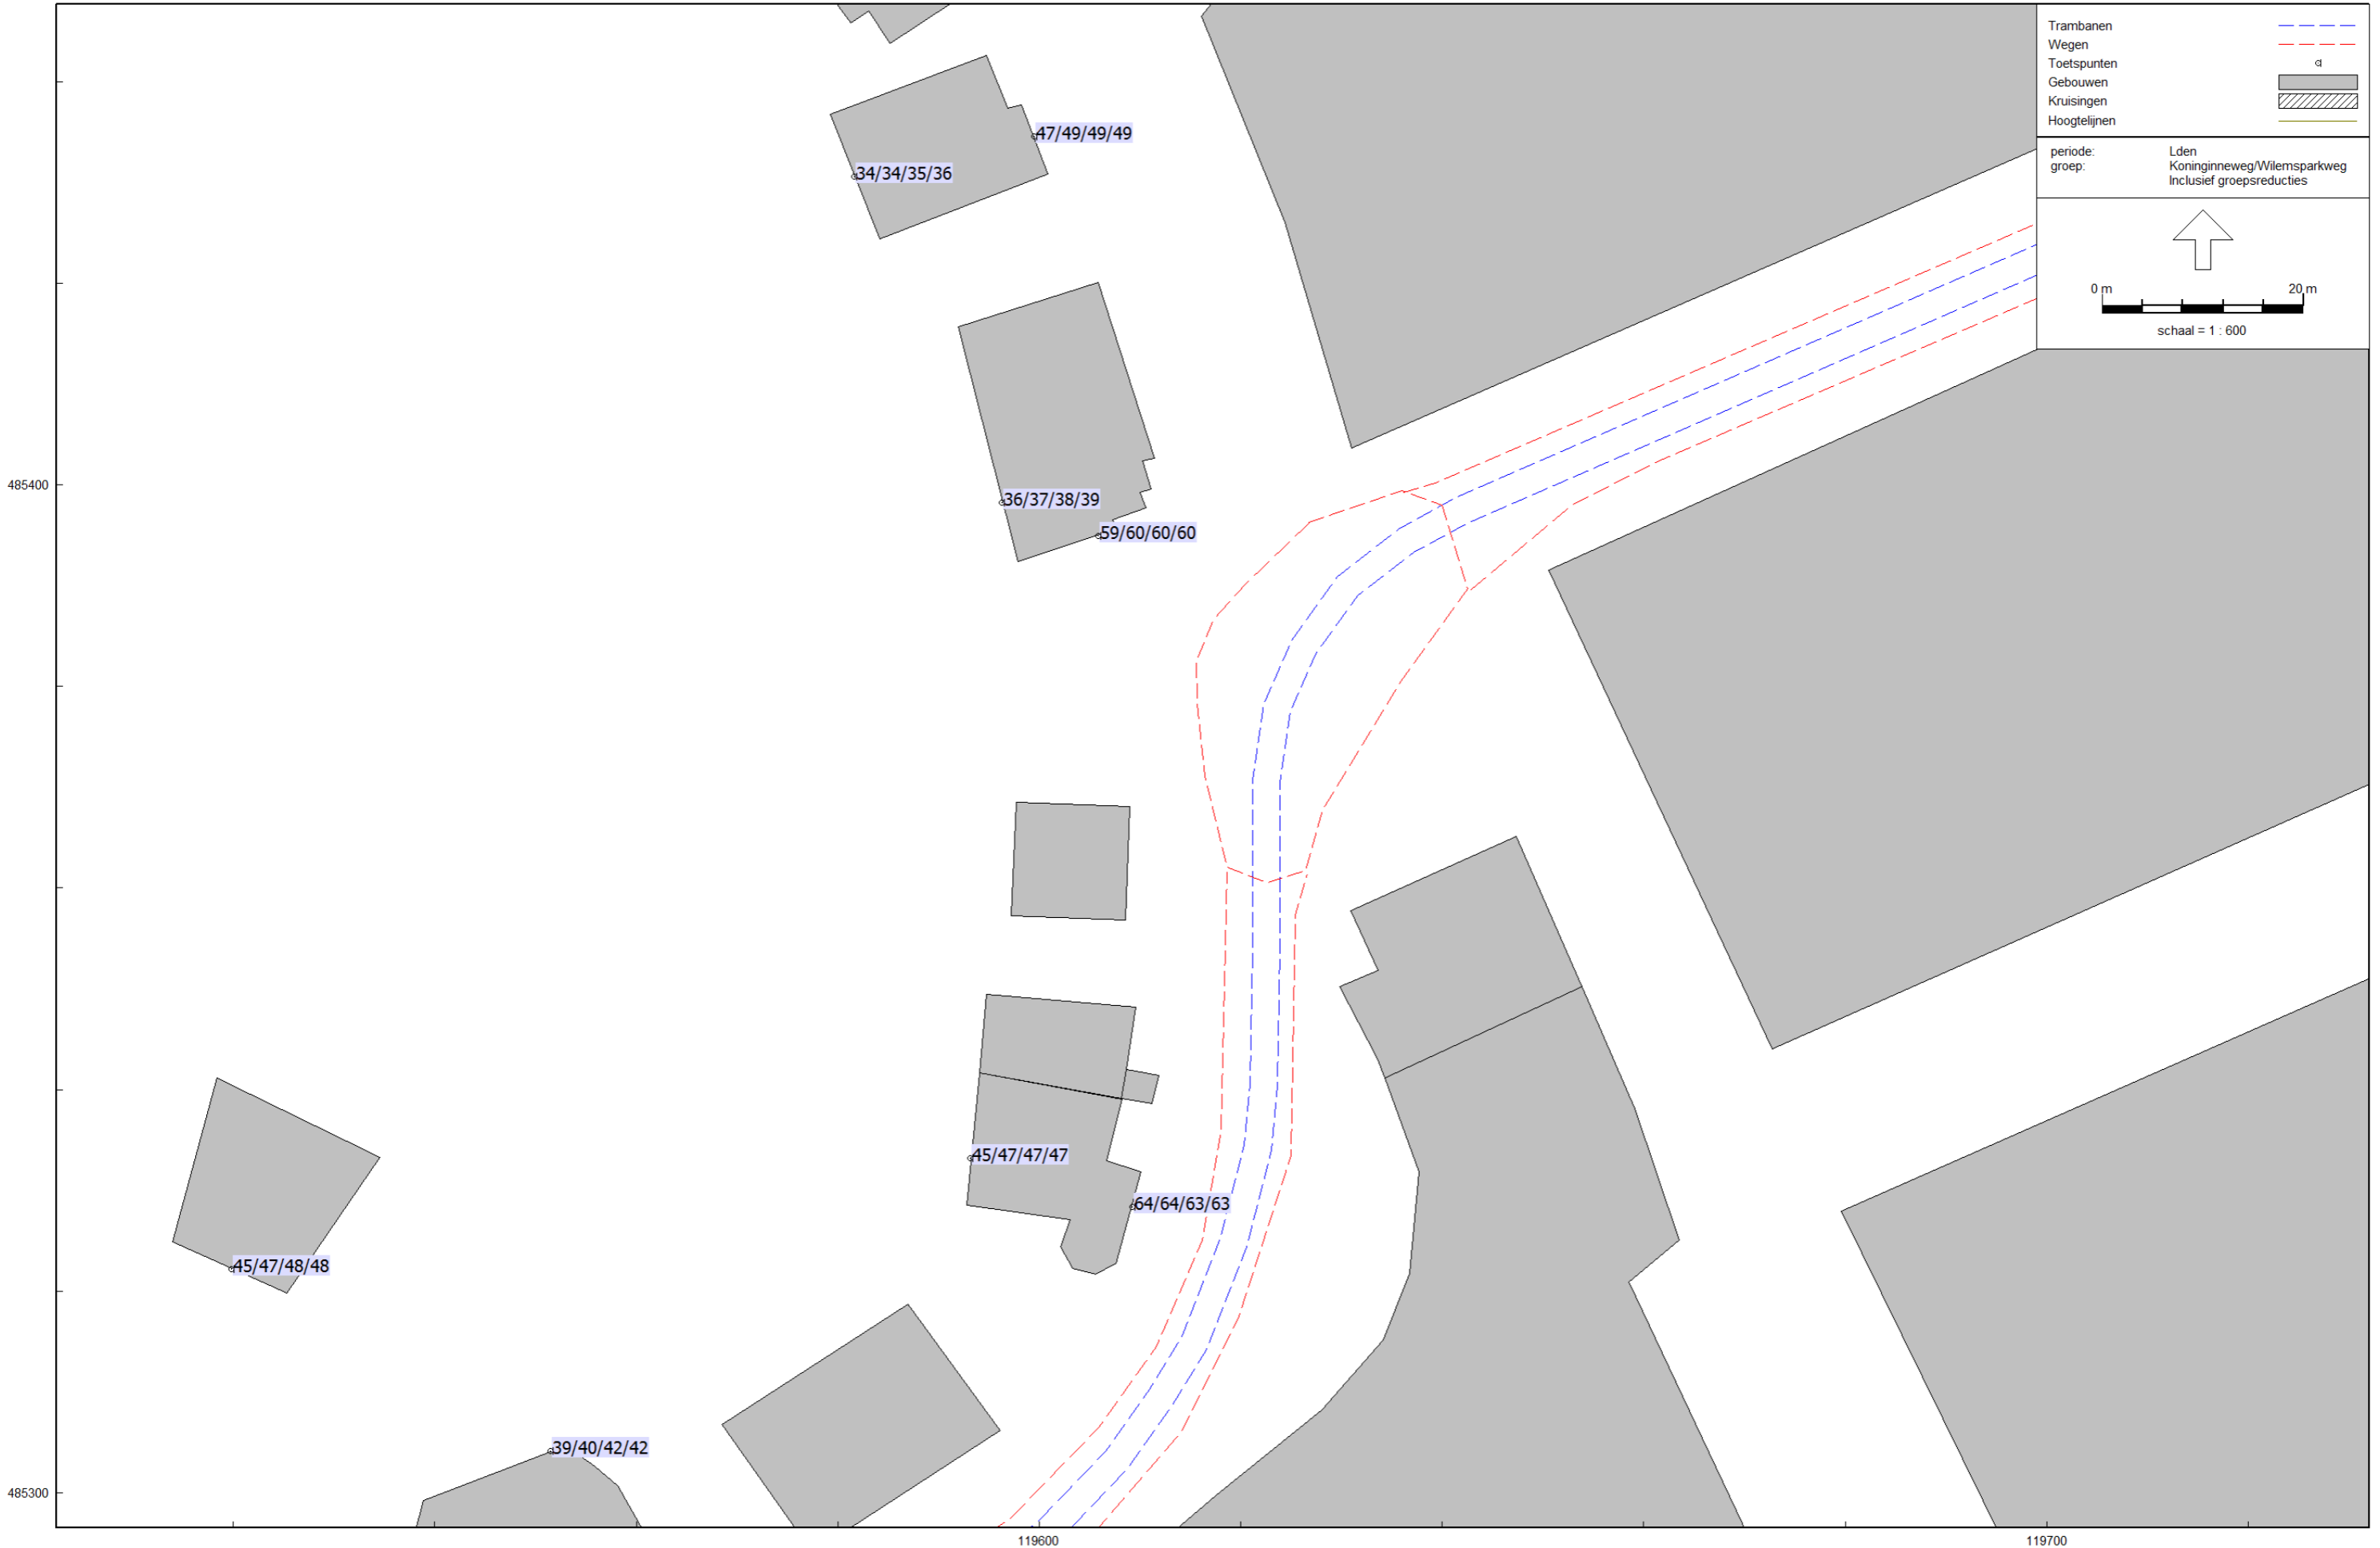 Trambanen
Wegen
Toetspunten
Gebouwen
Kruisingen
Hoogtelijnen
periode: Lden
groep: Koninginneweg/Wilemsparkweg
Inclusief groepsreducties
0 m 20 m
schaal = 1 : 600
47/49/49/49
34/34/35/36
485400
36/37/38/39
59/60/60/60
45/47/47/47
64/64/63/63
45/47/48/48
39/40/42/42
485300
119600 119700